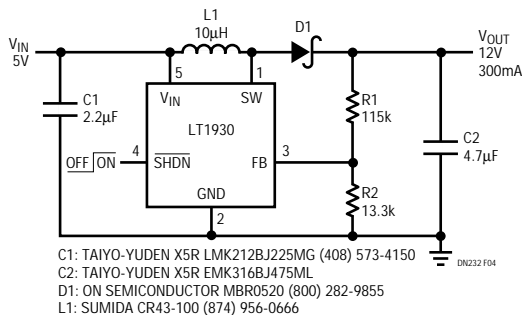 L1
10µH
D1
VIN
5V
VOUT
12V
300mA
5
1
C1
2.2µF
VIN
SW
R1
115k
LT1930
C2
4.7µF
OFF ON
4
SHDN
FB
3
GND
R2
13.3k
2
C1: TAIYO-YUDEN X5R LMK212BJ225MG (408) 573-4150
DN232 F04
C2: TAIYO-YUDEN X5R EMK316BJ475ML
D1: ON SEMICONDUCTOR MBR0520 (800) 282-9855
L1: SUMIDA CR43-100 (874) 956-0666